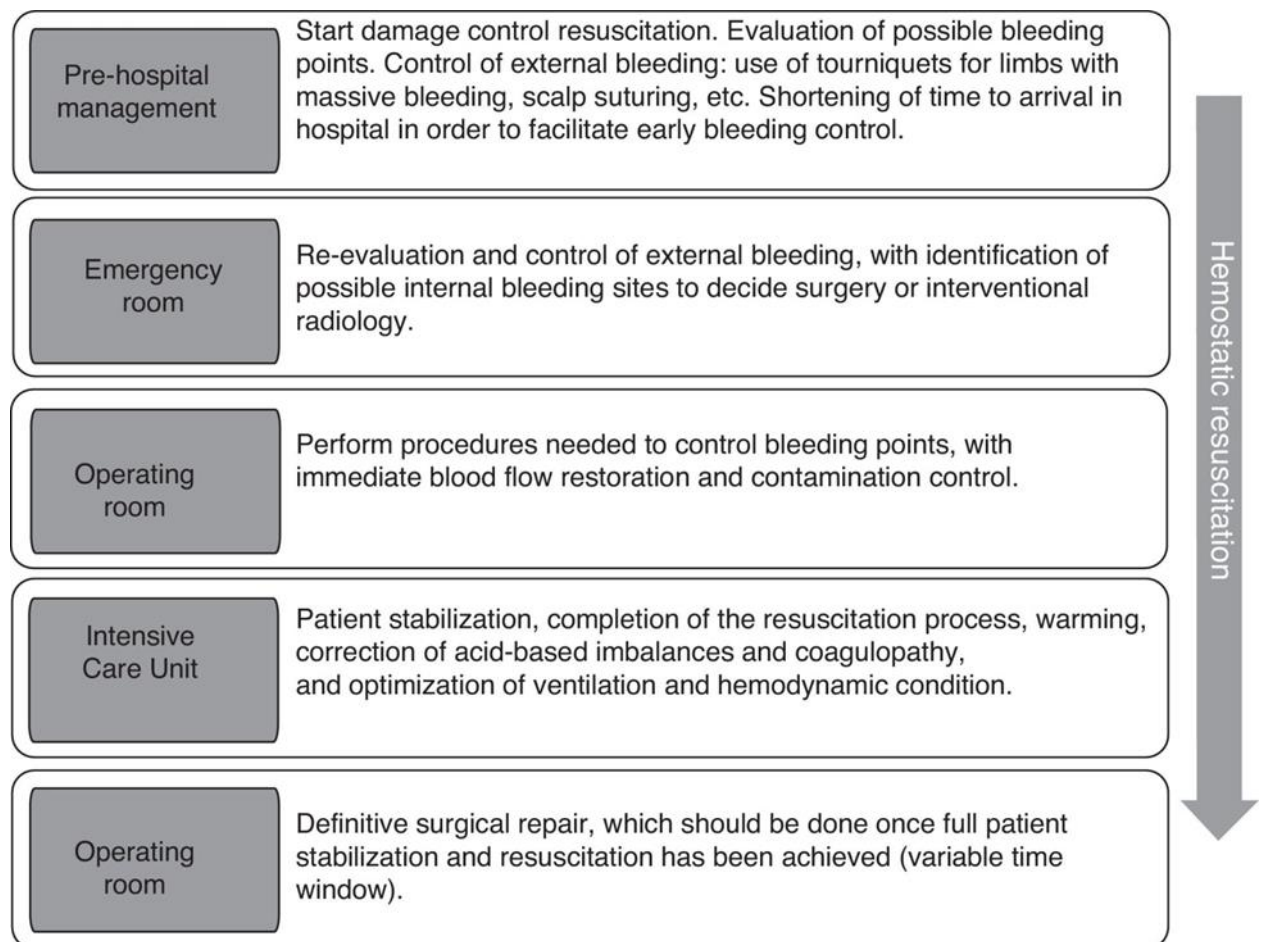 Pre-hospital
management
Start damage control resuscitation. Evaluation of possible bleeding
points. Control of external bleeding: use of tourniquets for limbs with
massive bleeding, scalp suturing, etc. Shortening of time to arrival in
hospital in order to facilitate early bleeding control.
Emergency
room
Re-evaluation and control of external bleeding, with identification of
possible internal bleeding sites to decide surgery or interventional
radiology.
Operating
room
Perform procedures needed to control bleeding points, with
immediate blood flow restoration and contamination control.
Intensive
Care Unit
Patient stabilization, completion of the resuscitation process, warming,
correction of acid-based imbalances and coagulopathy,
and optimization of ventilation and hemodynamic condition.
Operating
room
Definitive surgical repair, which should be done once full patient
stabilization and resuscitation has been achieved (variable time
window).
Hemostatic resuscitation